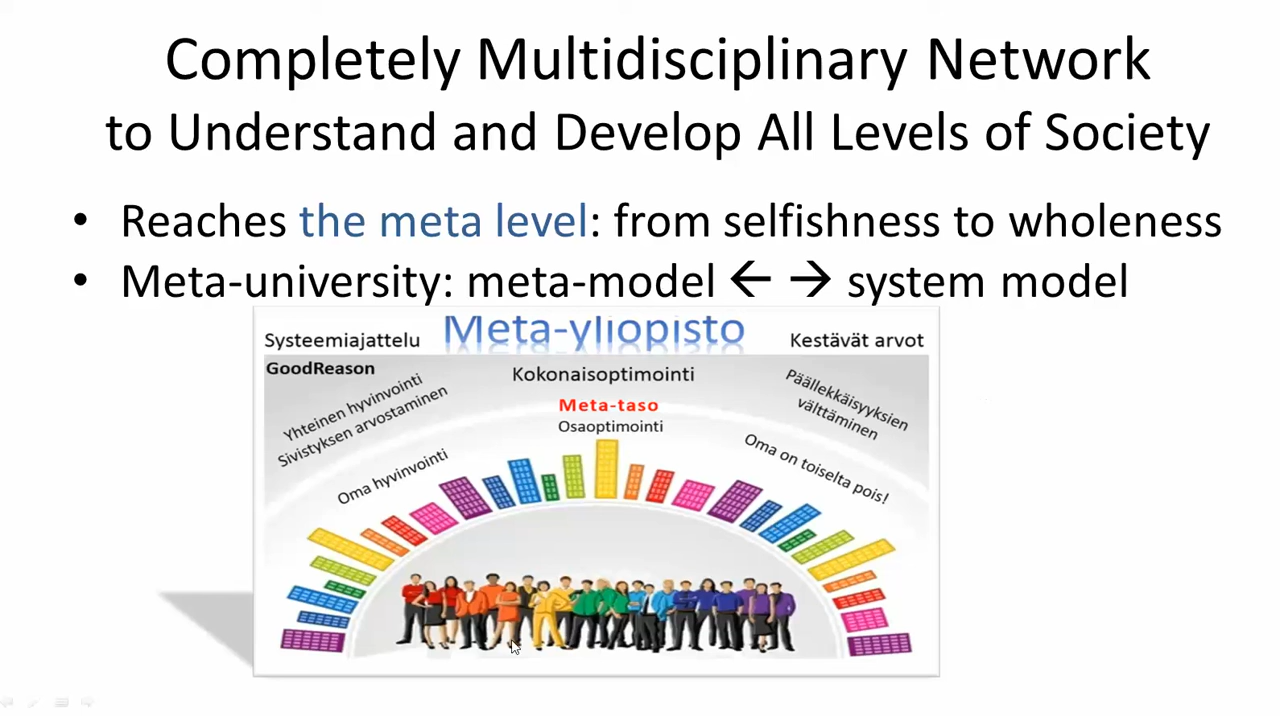 Completely Multidisciplinary Network
to Understand and Develop All Levels of Society
• Reaches the meta level: from selfishness to wholeness
• Meta-university: meta-model ← → system model
Meta-yliopisto
Systeemiajattelu
Kestävät arvot
GoodReason
Kokonaisoptimointi
Yhteinen hyvinvointi
Sivistyksen arvostaminen
Päällekkäisyyksien
välttäminen
Meta-taso
Osaoptimointi
Oma hyvinvointi
Oma on toiselta pois!